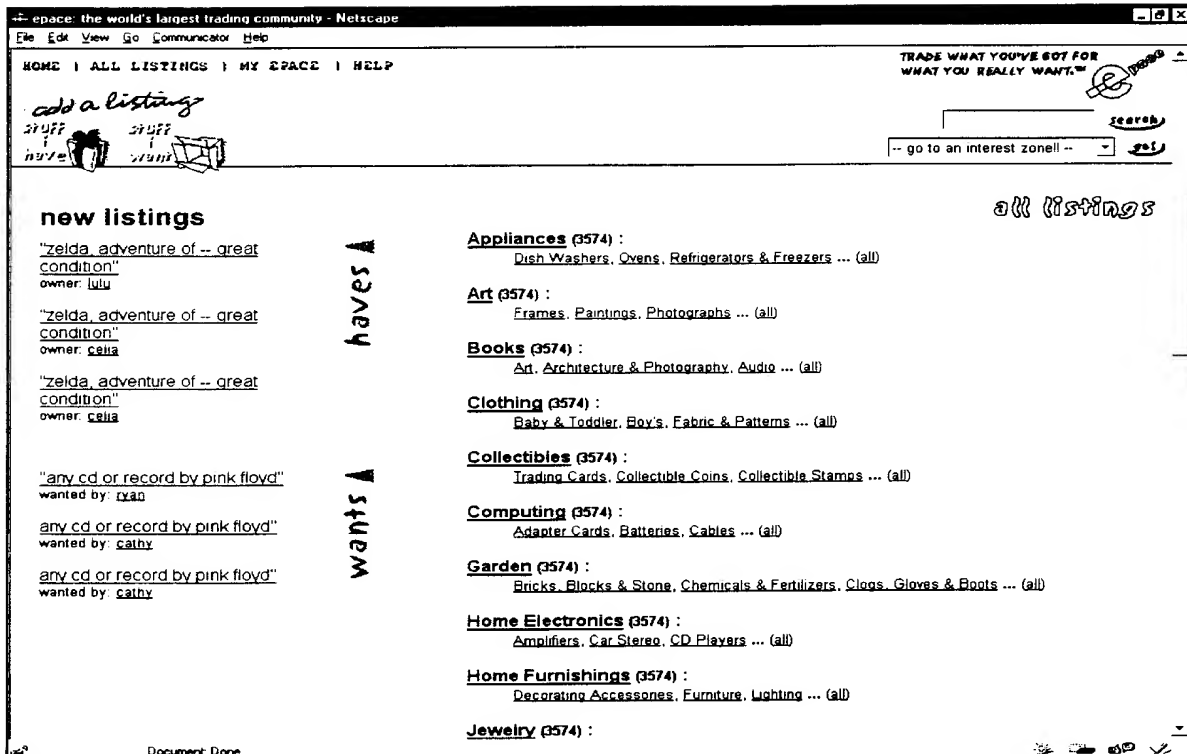 epace: the world's largest trading community - Netscape
File Edit View Go Communicator Help
HOME | ALL LISTINGS | MY EPACE | HELP
TRADE WHAT YOU'VE GOT FOR
WHAT YOU REALLY WANT.™
epace
add a listing
stuff i have
stuff i want
search
-- go to an interest zone!! --
go!
all listings
new listings
"zelda, adventure of -- great
condition"
owner: lulu
"zelda, adventure of -- great
condition"
owner: celia
"zelda, adventure of -- great
condition"
owner: celia
haves
"any cd or record by pink floyd"
wanted by: ryan
any cd or record by pink floyd"
wanted by: cathy
any cd or record by pink floyd"
wanted by: cathy
wants
Appliances (3574) :
Dish Washers, Ovens, Refrigerators & Freezers ... (all)
Art (3574) :
Frames, Paintings, Photographs ... (all)
Books (3574) :
Art, Architecture & Photography, Audio ... (all)
Clothing (3574) :
Baby & Toddler, Boy's, Fabric & Patterns ... (all)
Collectibles (3574) :
Trading Cards, Collectible Coins, Collectible Stamps ... (all)
Computing (3574) :
Adapter Cards, Batteries, Cables ... (all)
Garden (3574) :
Bricks, Blocks & Stone, Chemicals & Fertilizers, Clogs, Gloves & Boots ... (all)
Home Electronics (3574) :
Amplifiers, Car Stereo, CD Players ... (all)
Home Furnishings (3574) :
Decorating Accessories, Furniture, Lighting ... (all)
Jewelry (3574) :
Document: Done